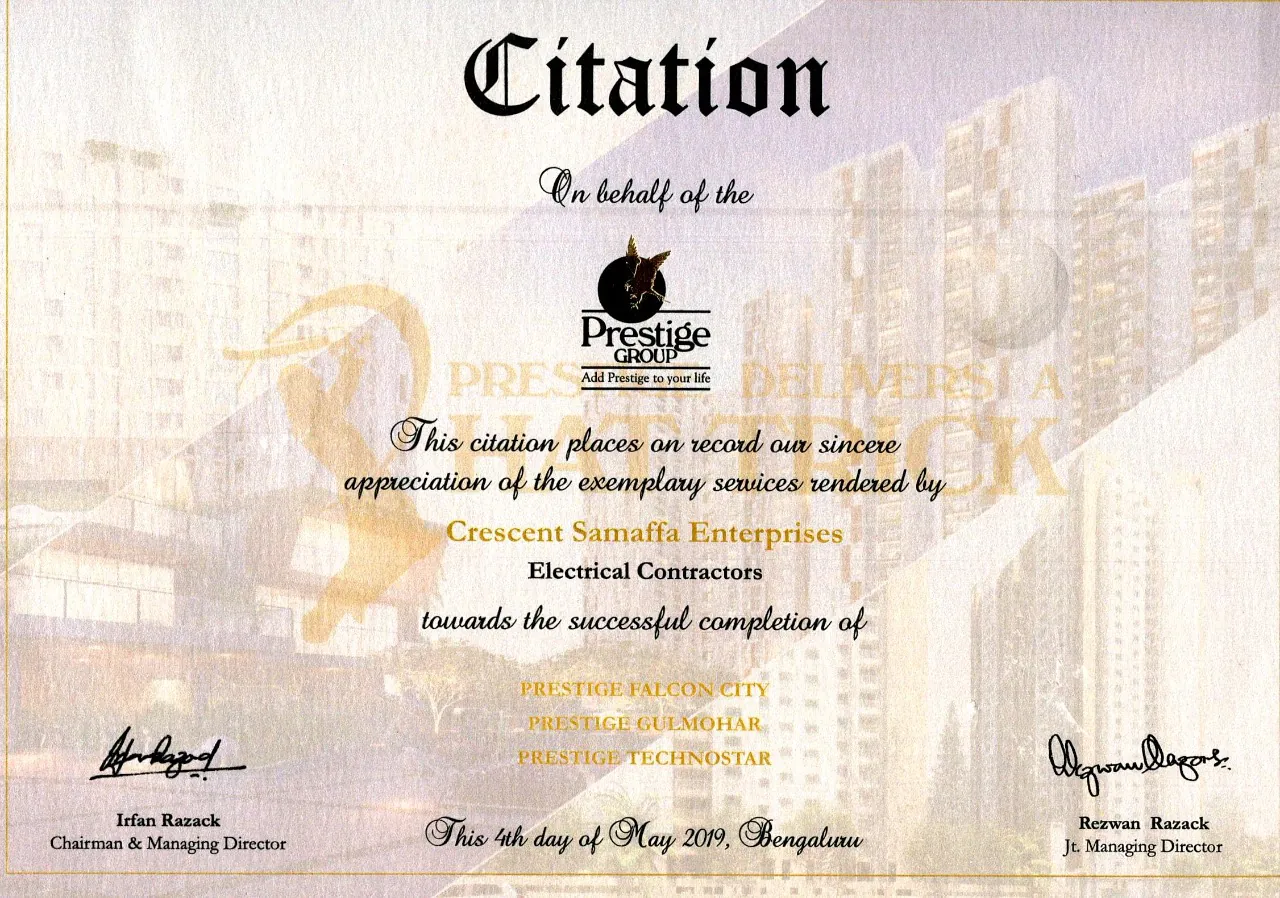 Citation
On behalf of the
Prestige
GROUP
Add Prestige to your life
PRESTIGE DELIVERS A
HAT TRICK
This citation places on record our sincere
appreciation of the exemplary services rendered by
Crescent Samaffa Enterprises
Electrical Contractors
towards the successful completion of
PRESTIGE FALCON CITY
PRESTIGE GULMOHAR
PRESTIGE TECHNOSTAR
This 4th day of May 2019, Bengaluru
Irfan Razack
Chairman & Managing Director
Rezwan Razack
Jt. Managing Director